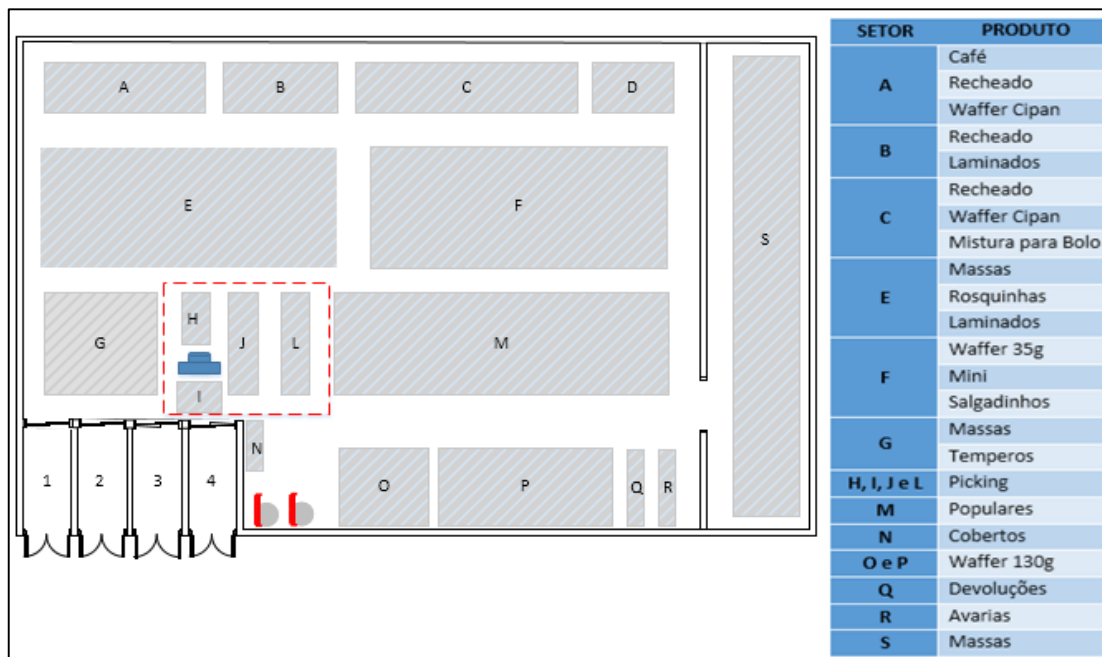 A B C D
E F
S
H J L
G M
I
N
1 2 3 4
O P Q R
SETOR PRODUTO
A
Café
Recheado
Waffer Cipan
B
Recheado
Laminados
C
Recheado
Waffer Cipan
Mistura para Bolo
E
Massas
Rosquinhas
Laminados
F
Waffer 35g
Mini
Salgadinhos
G
Massas
Temperos
H, I, J e L Picking
M Populares
N Cobertos
O e P Waffer 130g
Q Devoluções
R Avarias
S Massas